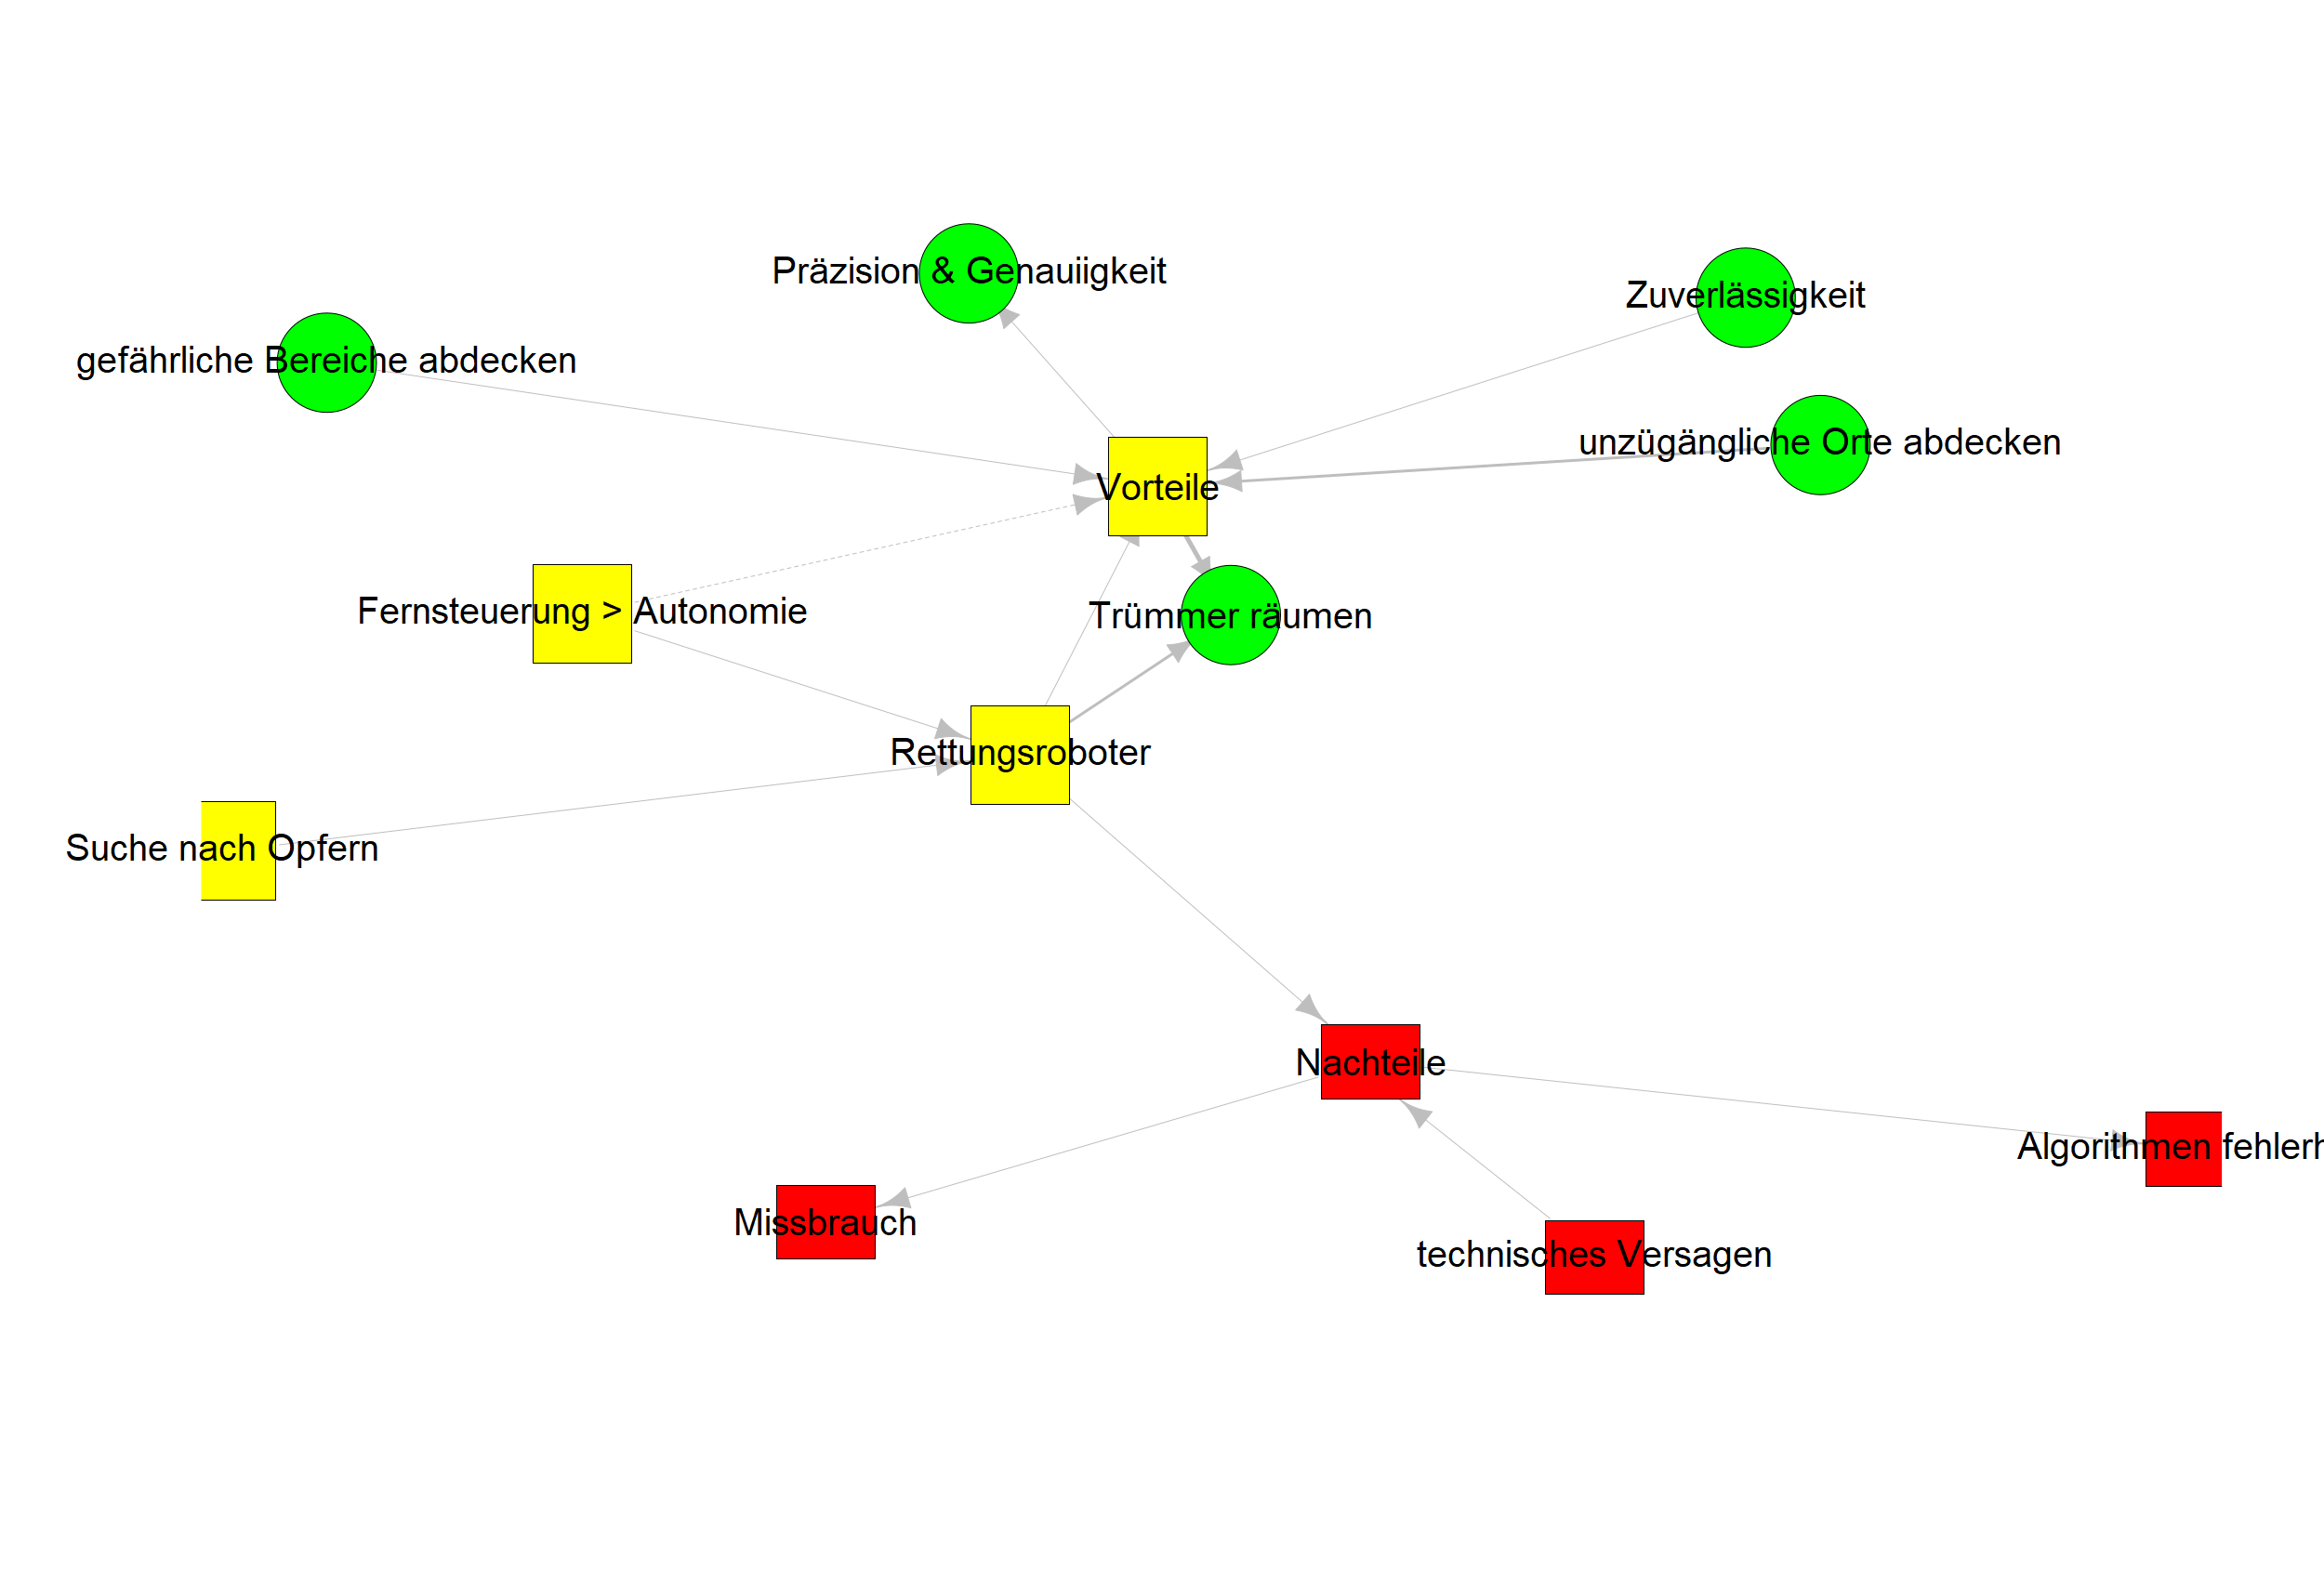 Präzision & Genauiigkeit
Zuverlässigkeit
gefährliche Bereiche abdecken
unzügängliche Orte abdecken
Vorteile
Fernsteuerung > Autonomie
Trümmer räumen
Rettungsroboter
Suche nach Opfern
Nachteile
Algorithmen fehlerh
Missbrauch
technisches Versagen